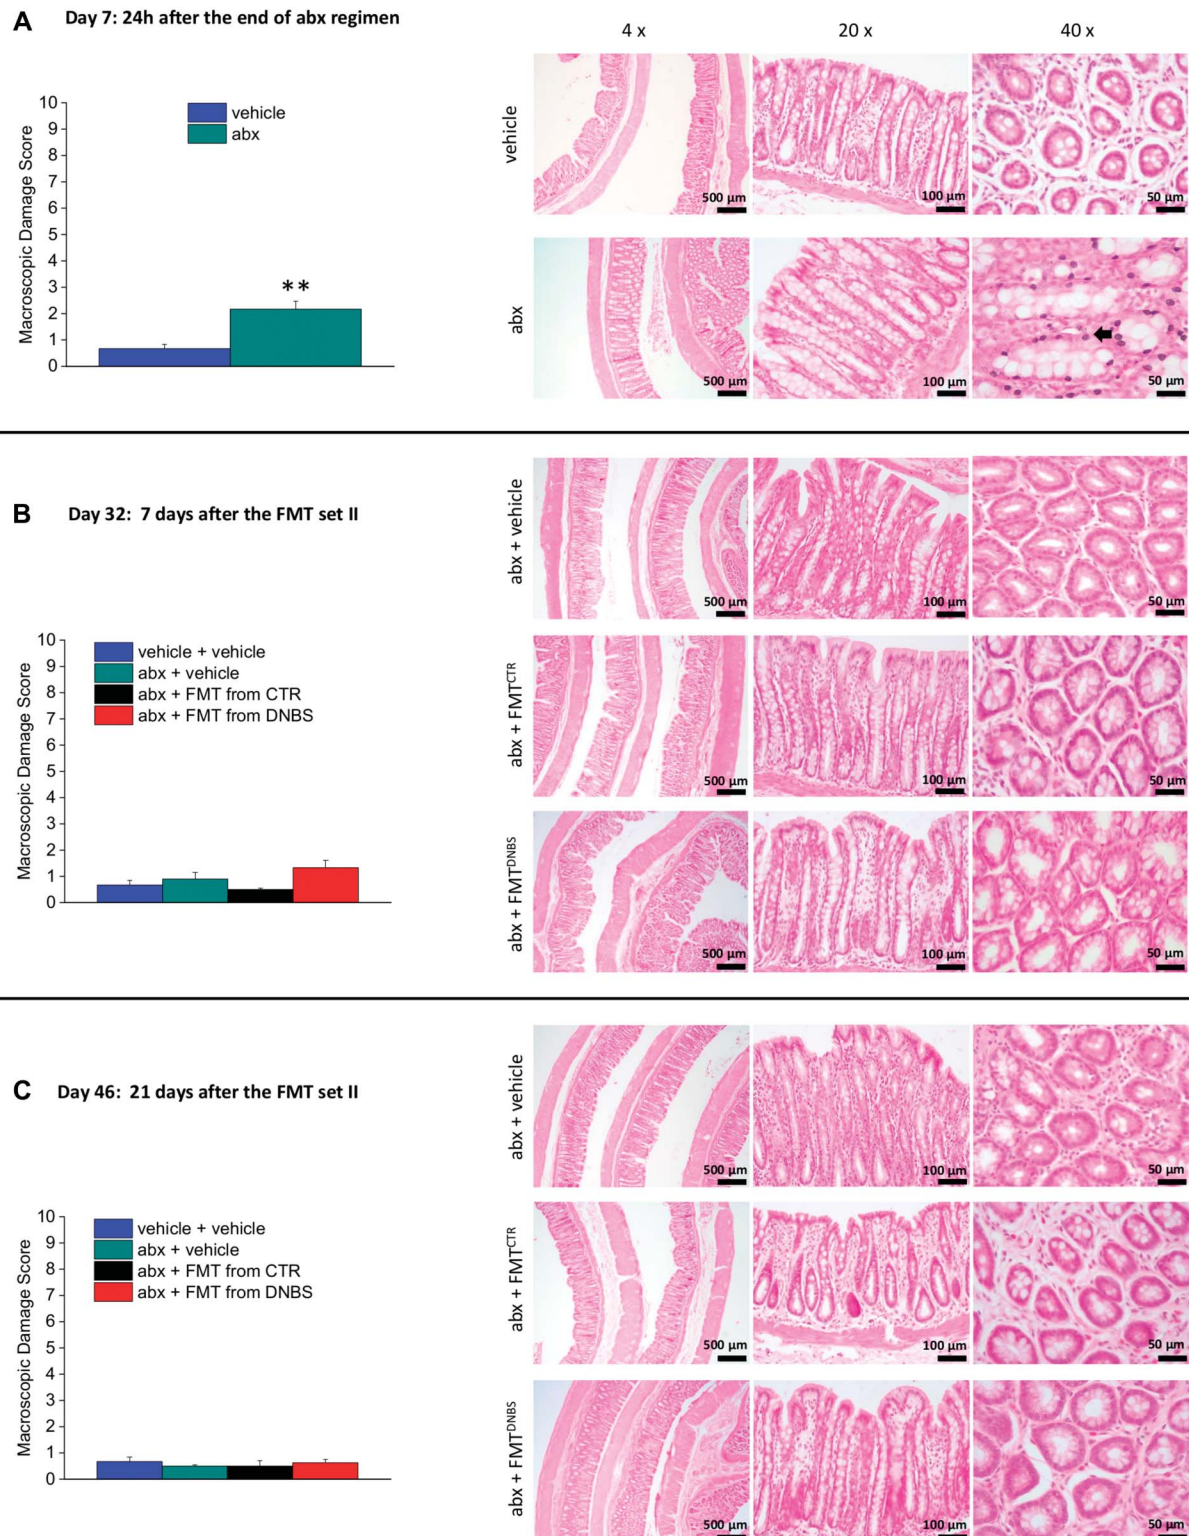 A
Day 7: 24h after the end of abx regimen
4 x
20 x
40 x
Macroscopic Damage Score
10
9
8
7
6
5
4
3
2
1
0
vehicle
abx
**
vehicle
500 µm
100 µm
50 µm
abx
500 µm
100 µm
50 µm
B
Day 32: 7 days after the FMT set II
Macroscopic Damage Score
10
9
8
7
6
5
4
3
2
1
0
vehicle + vehicle
abx + vehicle
abx + FMT from CTR
abx + FMT from DNBS
abx + vehicle
500 µm
100 µm
50 µm
abx + FMTCTR
500 µm
100 µm
50 µm
abx + FMTDNBS
500 µm
100 µm
50 µm
C
Day 46: 21 days after the FMT set II
Macroscopic Damage Score
10
9
8
7
6
5
4
3
2
1
0
vehicle + vehicle
abx + vehicle
abx + FMT from CTR
abx + FMT from DNBS
abx + vehicle
500 µm
100 µm
50 µm
abx + FMTCTR
500 µm
100 µm
50 µm
abx + FMTDNBS
500 µm
100 µm
50 µm